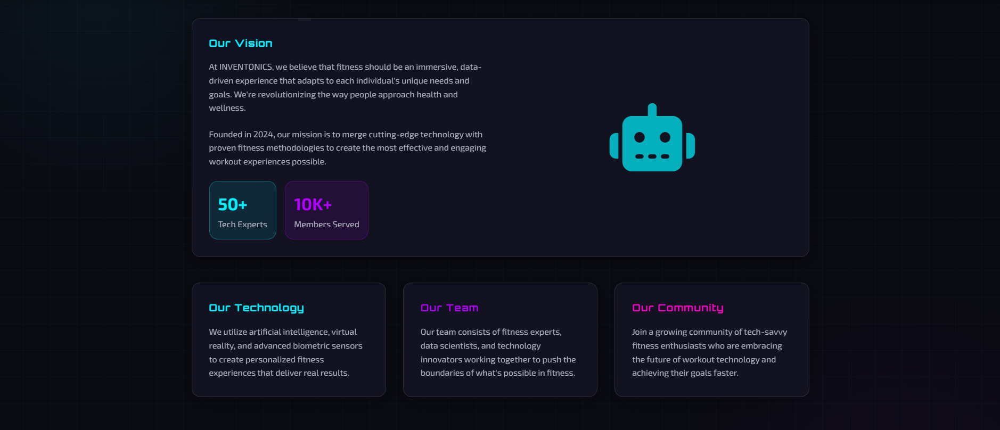 Our Vision
At INVENTONICS, we believe that fitness should be an immersive, data-
driven experience that adapts to each individual's unique needs and
goals. We're revolutionizing the way people approach health and
wellness.
Founded in 2024, our mission is to merge cutting-edge technology with
proven fitness methodologies to create the most effective and engaging
workout experiences possible.
50+
Tech Experts
10K+
Members Served
Our Technology
We utilize artificial intelligence, virtual
reality, and advanced biometric sensors
to create personalized fitness
experiences that deliver real results.
Our Team
Our team consists of fitness experts,
data scientists, and technology
innovators working together to push the
boundaries of what's possible in fitness.
Our Community
Join a growing community of tech-savvy
fitness enthusiasts who are embracing
the future of workout technology and
achieving their goals faster.